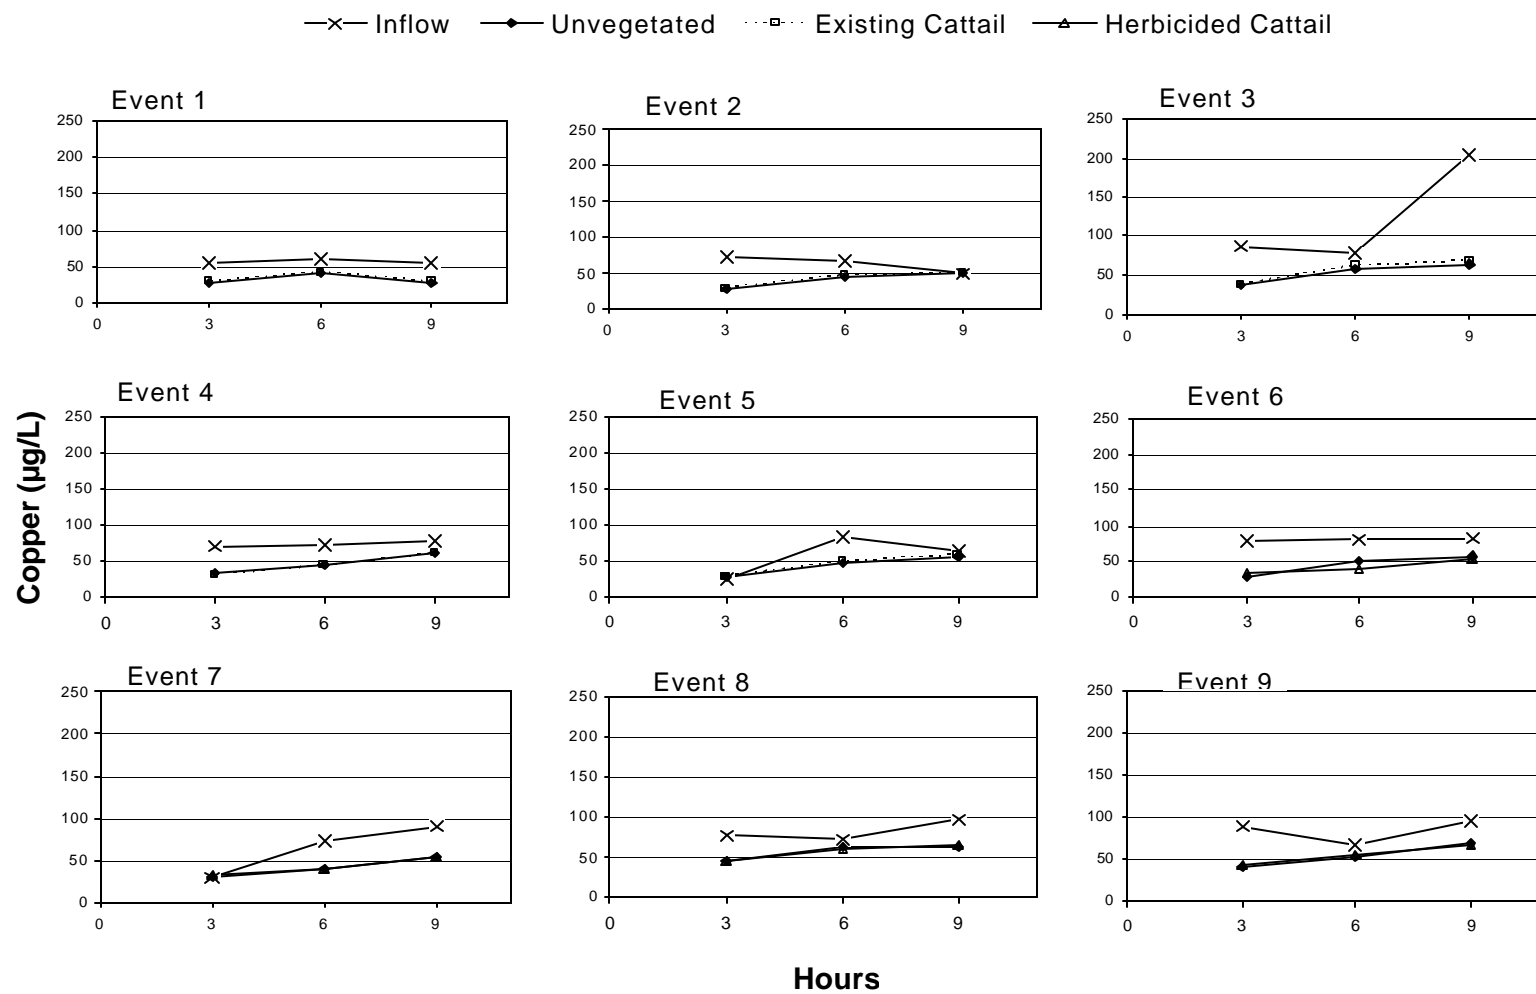 Inflow Unvegetated Existing Cattail Herbicided Cattail
Event 1
250
200
150
100
50
0
0 3 6 9
Event 2
250
200
150
100
50
0
0 3 6 9
Event 3
250
200
150
100
50
0
0 3 6 9
Copper (µg/L)
Event 4
250
200
150
100
50
0
0 3 6 9
Event 5
250
200
150
100
50
0
0 3 6 9
Event 6
250
200
150
100
50
0
0 3 6 9
Event 7
250
200
150
100
50
0
0 3 6 9
Event 8
250
200
150
100
50
0
0 3 6 9
Event 9
250
200
150
100
50
0
0 3 6 9
Hours